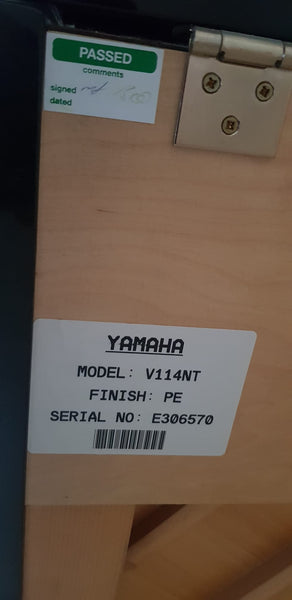 PASSED
comments
signed
dated
YAMAHA
MODEL: V114NT
FINISH: PE
SERIAL NO: E306570